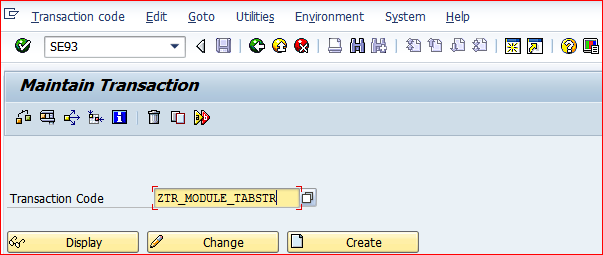 Transaction code Edit Goto Utilities Environment System Help
SE93
Maintain Transaction
Transaction Code ZTR_MODULE_TABSTR
Display Change Create